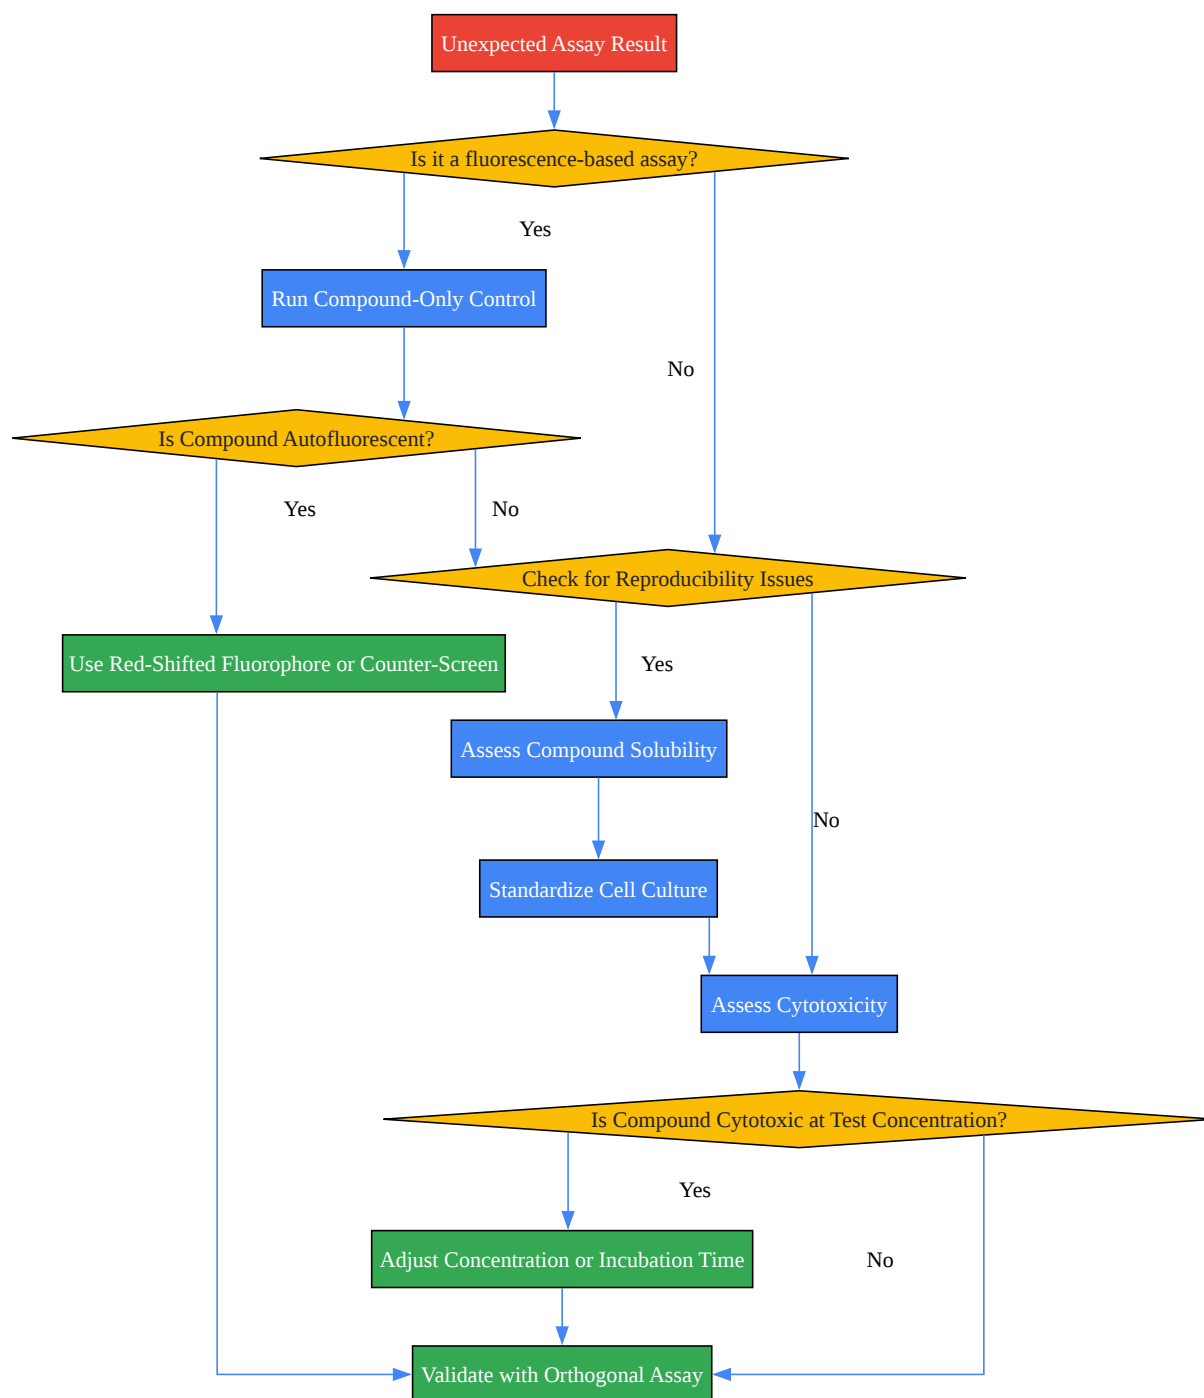 Unexpected Assay Result
Is it a fluorescence-based assay?
Yes
Run Compound-Only Control
No
Is Compound Autofluorescent?
Yes
No
Check for Reproducibility Issues
Use Red-Shifted Fluorophore or Counter-Screen
Yes
Assess Compound Solubility
No
Standardize Cell Culture
Assess Cytotoxicity
Is Compound Cytotoxic at Test Concentration?
Yes
Adjust Concentration or Incubation Time
No
Validate with Orthogonal Assay